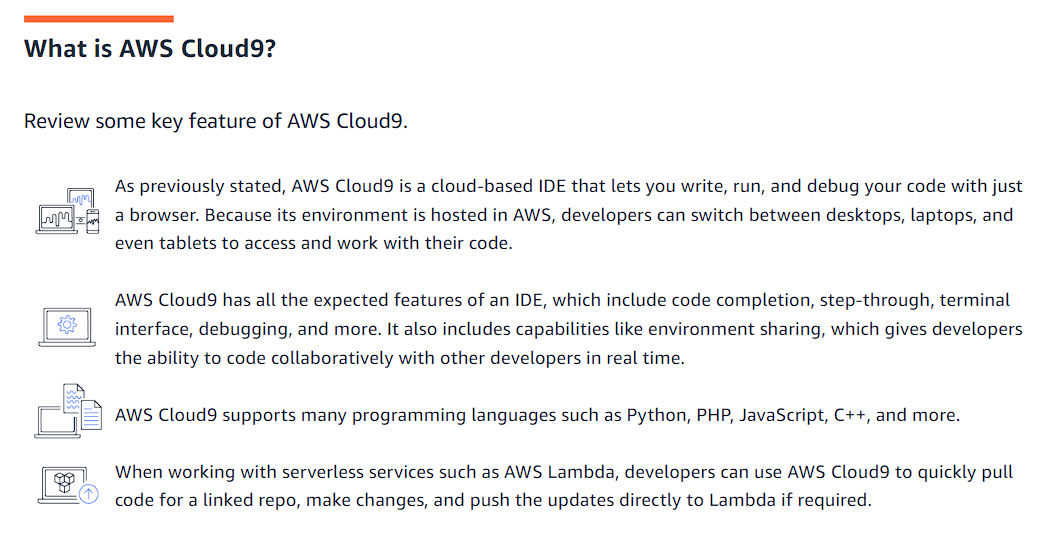 What is AWS Cloud9?
Review some key feature of AWS Cloud9.
As previously stated, AWS Cloud9 is a cloud-based IDE that lets you write, run, and debug your code with just
a browser. Because its environment is hosted in AWS, developers can switch between desktops, laptops, and
even tablets to access and work with their code.
AWS Cloud9 has all the expected features of an IDE, which include code completion, step-through, terminal
interface, debugging, and more. It also includes capabilities like environment sharing, which gives developers
the ability to code collaboratively with other developers in real time.
AWS Cloud9 supports many programming languages such as Python, PHP, JavaScript, C++, and more.
When working with serverless services such as AWS Lambda, developers can use AWS Cloud9 to quickly pull
code for a linked repo, make changes, and push the updates directly to Lambda if required.